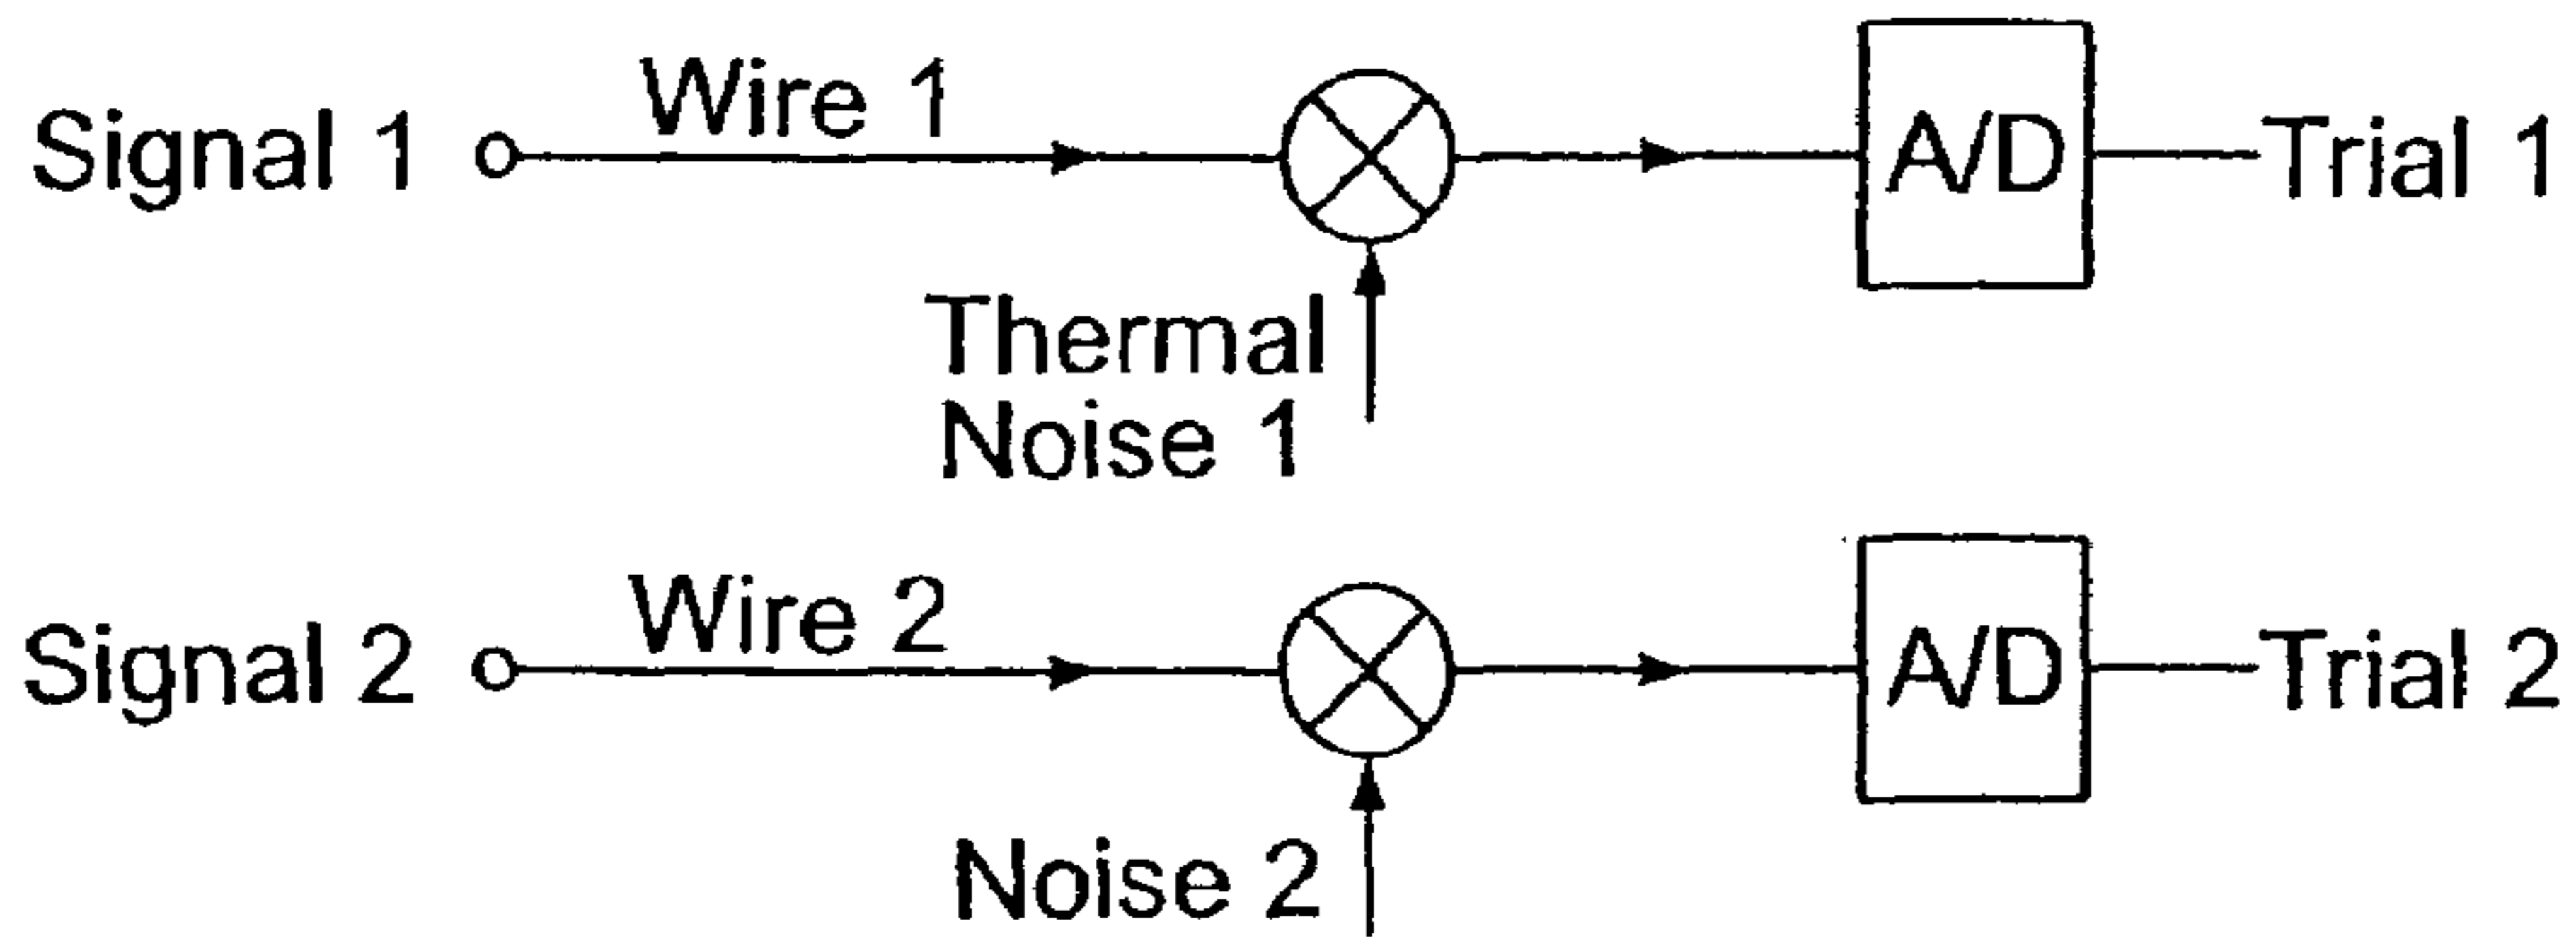 Signal 1
Wire 1
Thermal
Noise 1
A/D
Trial 1
Signal 2
Wire 2
Noise 2
A/D
Trial 2